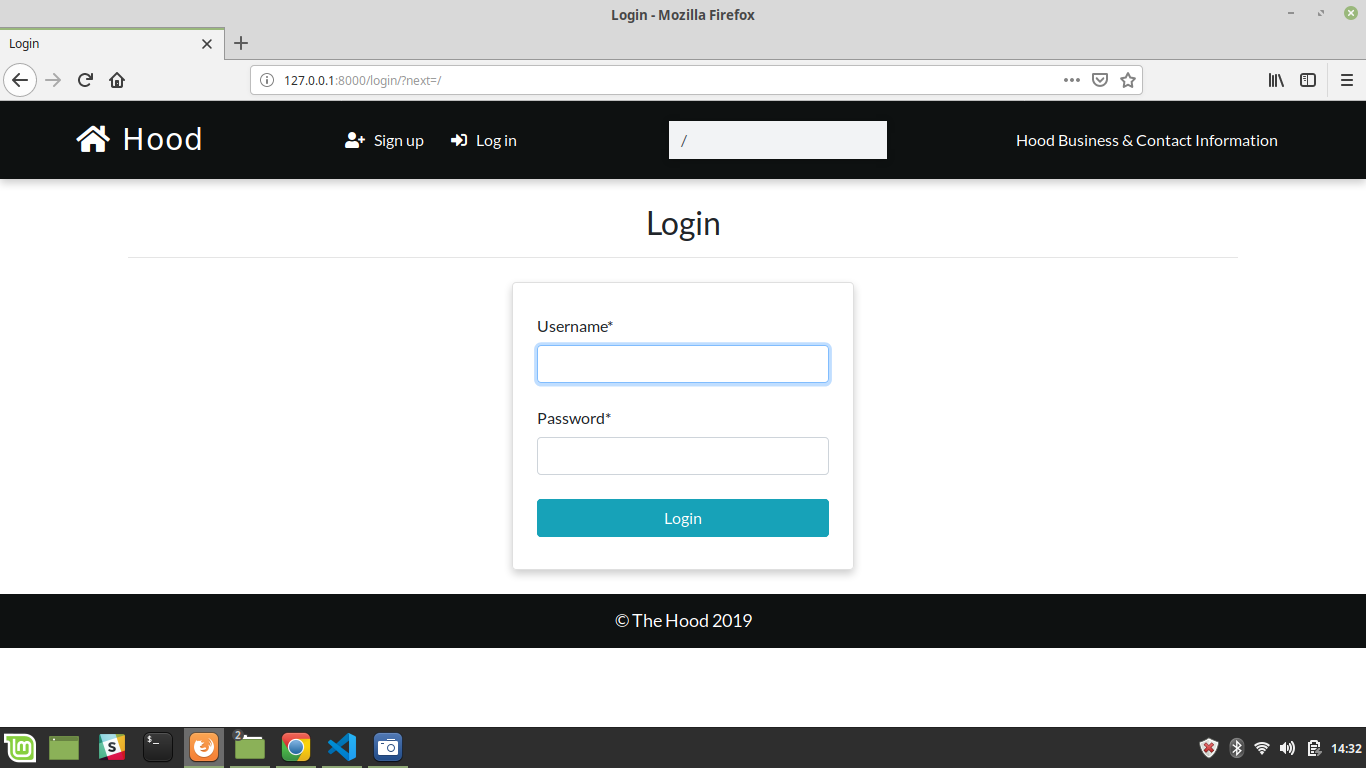 Login - Mozilla Firefox
Login
127.0.0.1:8000/login/?next=/
Hood
Sign up
Log in
/
Hood Business & Contact Information
Login
Username*
Password*
Login
© The Hood 2019
S
$_
2
14:32